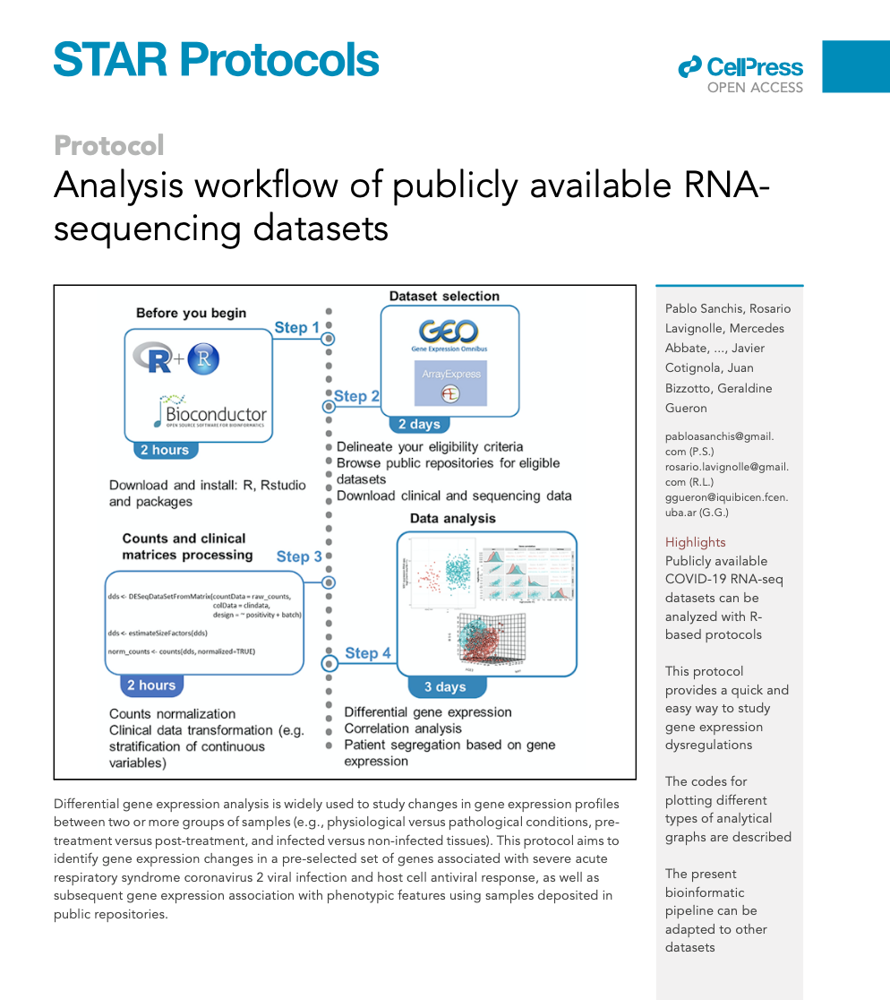 STAR Protocols
CellPress
OPEN ACCESS
Protocol
Analysis workflow of publicly available RNA-
sequencing datasets
Before you begin
Step 1
R + R
Bioconductor
OPEN SOURCE SOFTWARE FOR BIOINFORMATICS
2 hours
Download and install: R, Rstudio
and packages
Dataset selection
GEO
Gene Expression Omnibus
ArrayExpress
AE
Step 2
2 days
Delineate your eligibility criteria
Browse public repositories for eligible
datasets
Download clinical and sequencing data
Counts and clinical
matrices processing
Step 3
dds <- DESeqDataSetFromMatrix(countData = raw_counts,
colData = clindata,
design = ~ positivity + batch)
dds <- estimateSizeFactors(dds)
norm_counts <- counts(dds, normalized=TRUE)
2 hours
Counts normalization
Clinical data transformation (e.g.
stratification of continuous
variables)
Data analysis
Step 4
3 days
Differential gene expression
Correlation analysis
Patient segregation based on gene
expression
Differential gene expression analysis is widely used to study changes in gene expression profiles
between two or more groups of samples (e.g., physiological versus pathological conditions, pre-
treatment versus post-treatment, and infected versus non-infected tissues). This protocol aims to
identify gene expression changes in a pre-selected set of genes associated with severe acute
respiratory syndrome coronavirus 2 viral infection and host cell antiviral response, as well as
subsequent gene expression association with phenotypic features using samples deposited in
public repositories.
Pablo Sanchis, Rosario
Lavignolle, Mercedes
Abbate, ..., Javier
Cotignola, Juan
Bizzotto, Geraldine
Gueron
pabloasanchis@gmail.
com (P.S.)
rosario.lavignolle@gmail.
com (R.L.)
ggueron@iquibicen.fcen.
uba.ar (G.G.)
Highlights
Publicly available
COVID-19 RNA-seq
datasets can be
analyzed with R-
based protocols
This protocol
provides a quick and
easy way to study
gene expression
dysregulations
The codes for
plotting different
types of analytical
graphs are described
The present
bioinformatic
pipeline can be
adapted to other
datasets